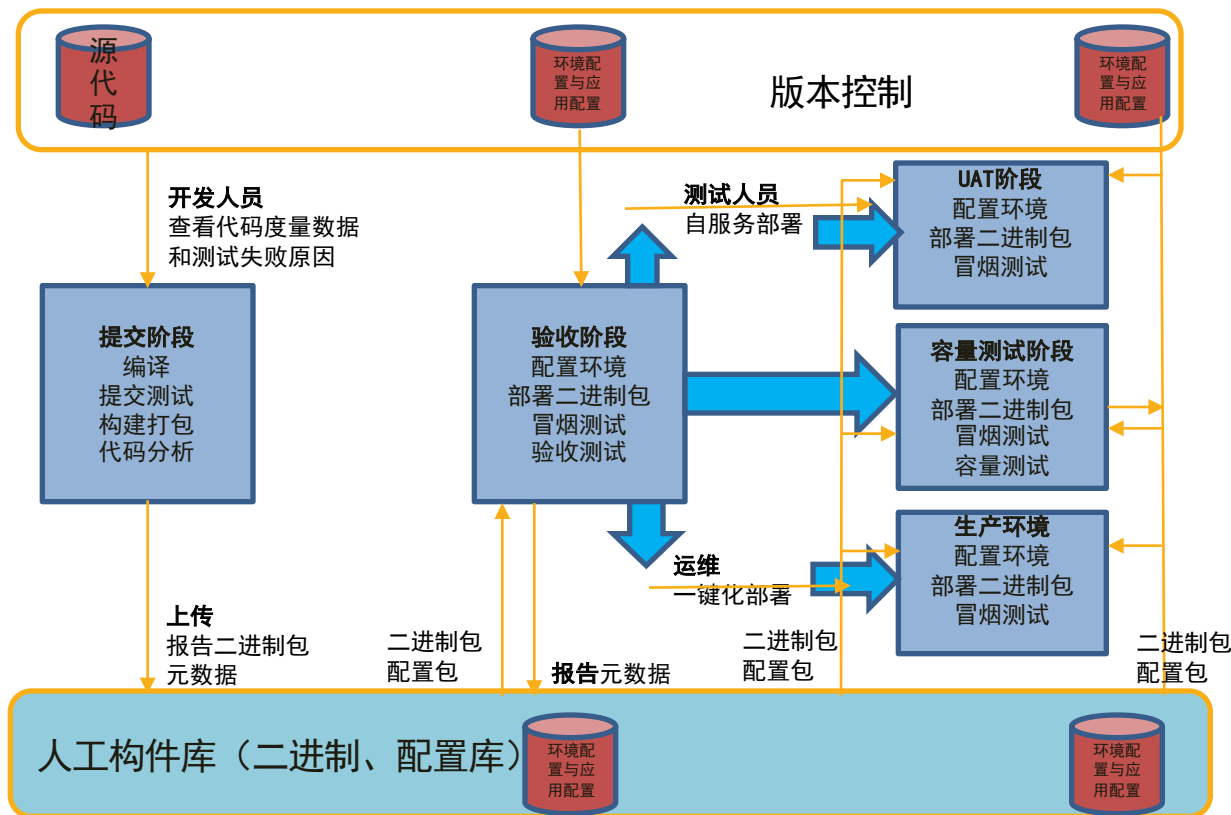 源
代
码
环境配
置与应
用配置
版本控制
环境配
置与应
用配置
开发人员
查看代码度量数据
和测试失败原因
测试人员
自服务部署
UAT阶段
配置环境
部署二进制包
冒烟测试
提交阶段
编译
提交测试
构建打包
代码分析
验收阶段
配置环境
部署二进制包
冒烟测试
验收测试
容量测试阶段
配置环境
部署二进制包
冒烟测试
容量测试
生产环境
配置环境
部署二进制包
冒烟测试
运维
一键化部署
上传
报告二进制包
元数据
二进制包
配置包
报告元数据
二进制包
配置包
二进制包
配置包
人工构件库（二进制、配置库）
环境配
置与应
用配置
环境配
置与应
用配置